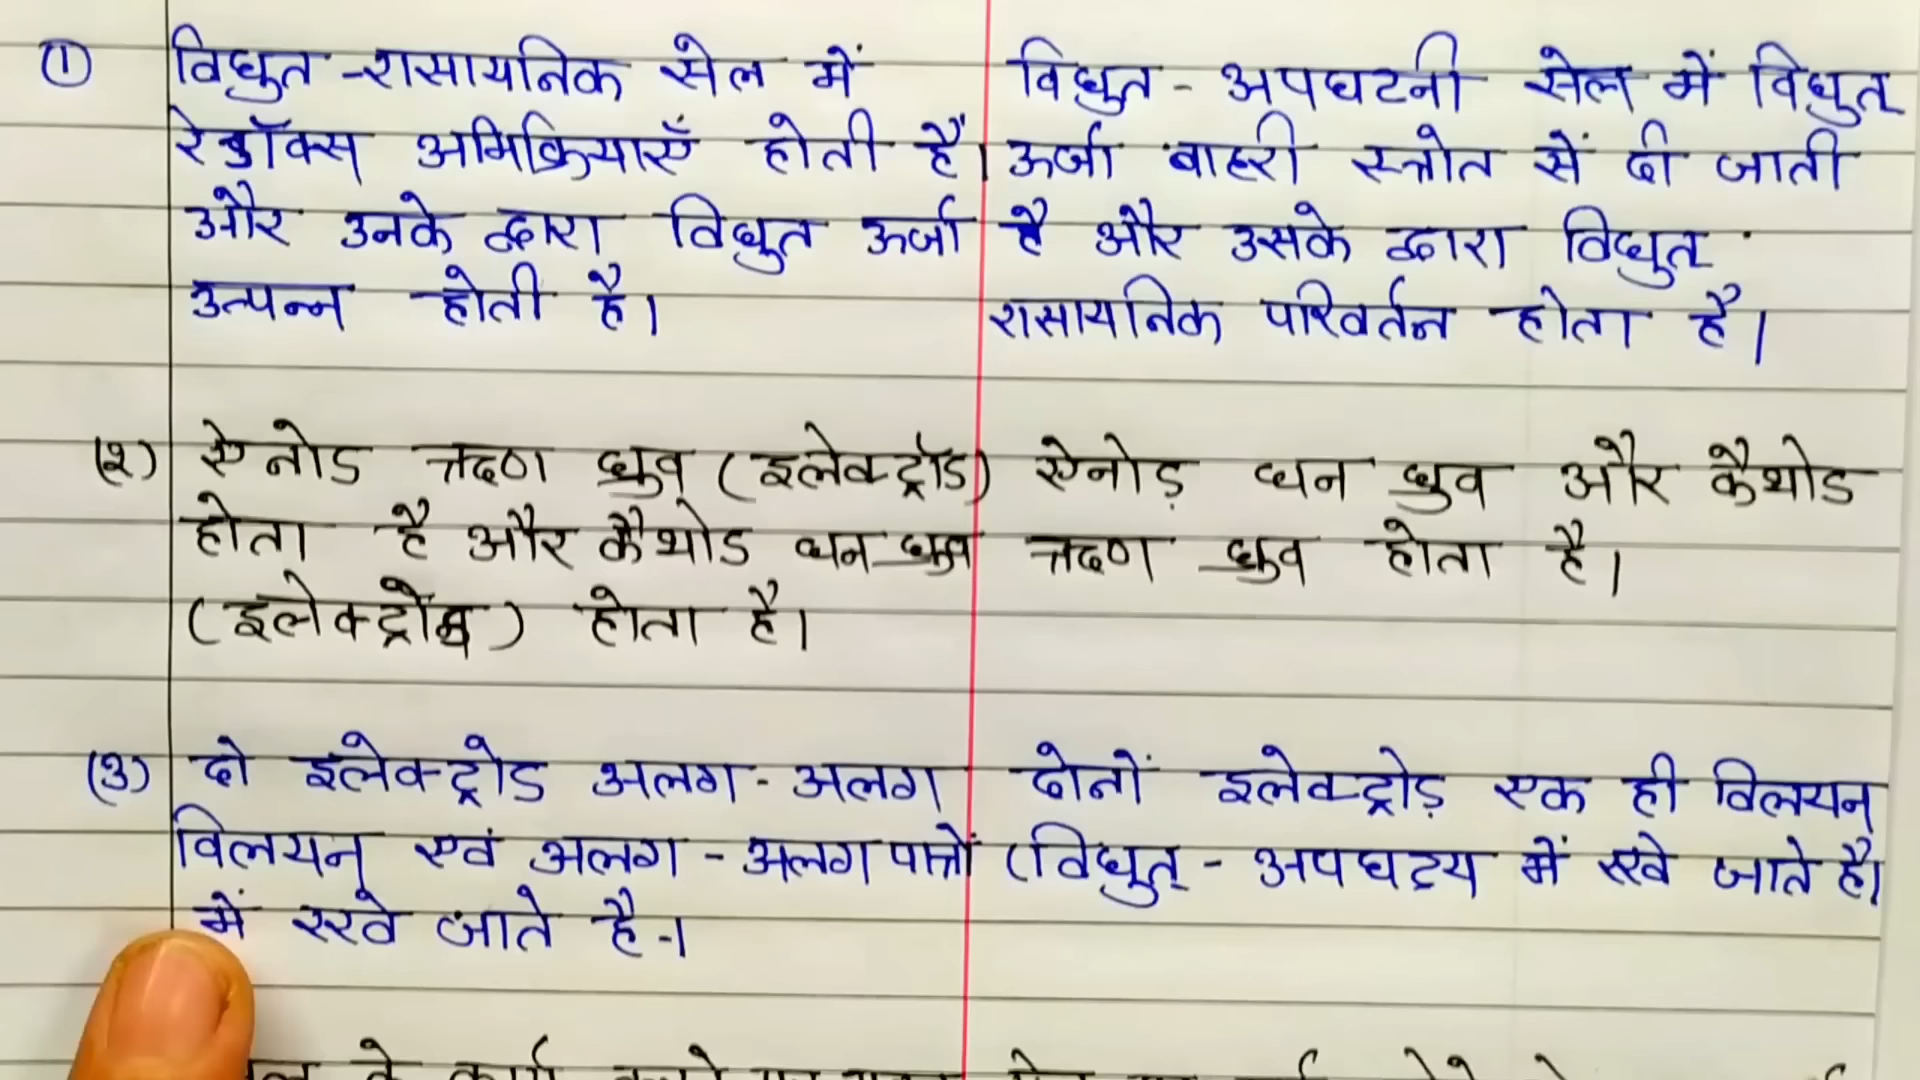 ①
विधुत-रासायनिक सेल में
रेडॉक्स अभिक्रियाएँ होती है।
और उनके द्वारा विधुत ऊर्जा
उत्पन्न होती है।
विधुत - अपघटनी सेल में विधुत्
ऊर्जा बाहरी स्त्रोत से दी जाती
है और उसके द्वारा विधुत्
रासायनिक परिवर्तन होता है।
(२)
ऐनोड ऋण ध्रुव (इलेक्ट्रॉड)
होता है और कैथोड धन ध्रुव
(इलेक्ट्रोड) होता है।
ऐनोड़ धन ध्रुव और कैथोड
ऋण ध्रुव होता है।
(3)
दो इलेक्ट्रोड अलग-अलग
विलयन एवं अलग-अलग पात्रों
में रखे जाते है।
दोनों इलेक्ट्रोड़ एक ही विलयन
(विधुत् - अपघट्य में रखे जाते है।
के कार्य